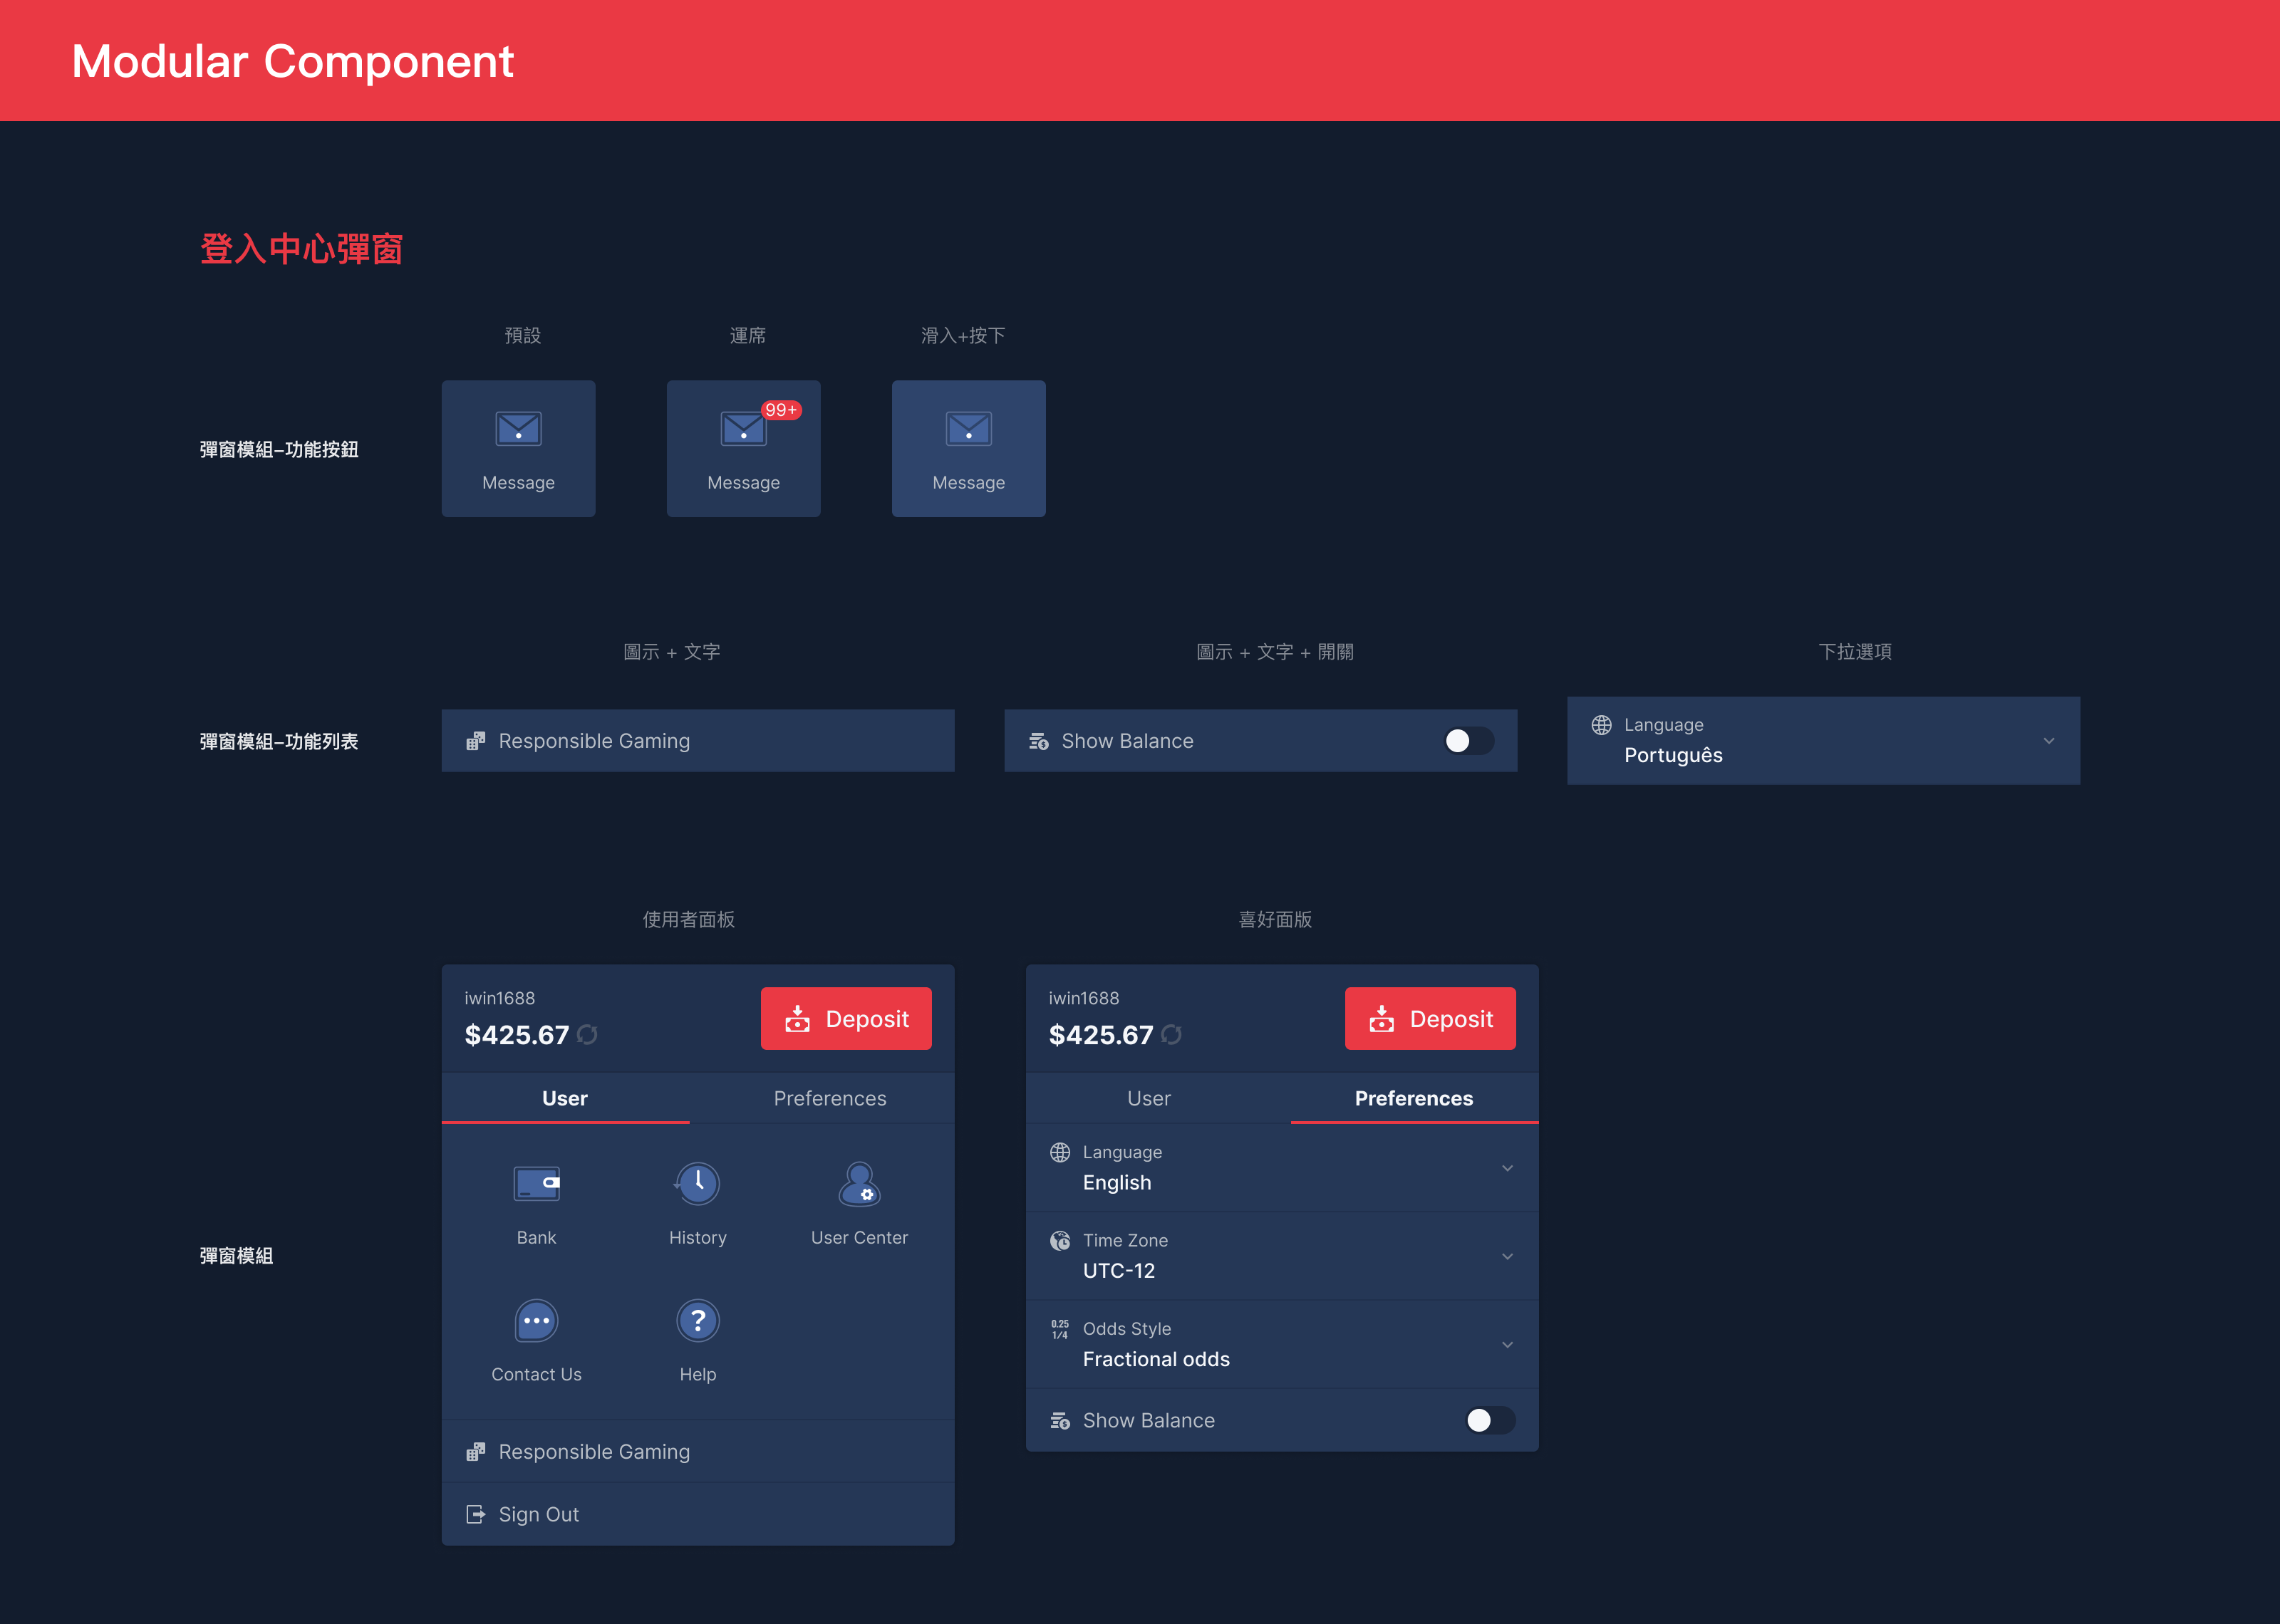 Modular Component
登入中心彈窗
預設
運席
滑入+按下
彈窗模組-功能按鈕
Message
99+
Message
Message
圖示 + 文字
圖示 + 文字 + 開關
下拉選項
彈窗模組-功能列表
Responsible Gaming
Show Balance
Language
Português
使用者面板
喜好面版
彈窗模組
iwin1688
$425.67
Deposit
User
Preferences
Bank
History
User Center
Contact Us
Help
Responsible Gaming
Sign Out
iwin1688
$425.67
Deposit
User
Preferences
Language
English
Time Zone
UTC-12
0.25
1/4
Odds Style
Fractional odds
Show Balance